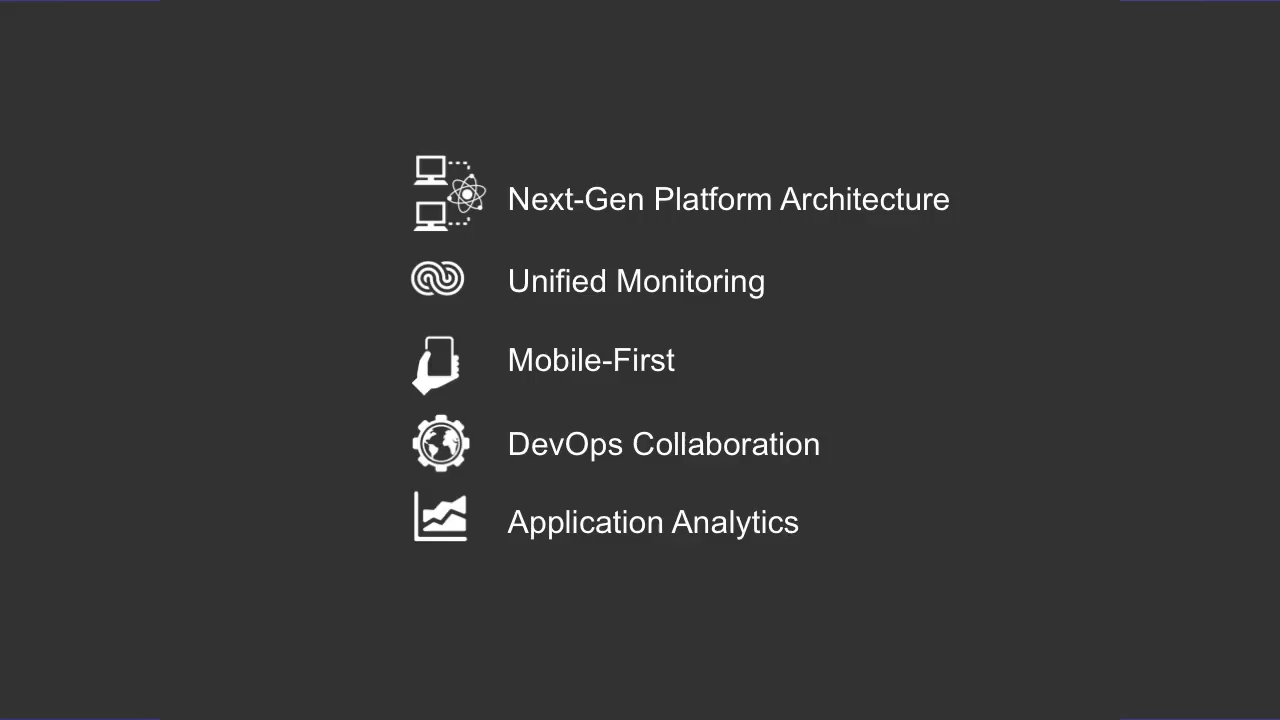 Next-Gen Platform Architecture
Unified Monitoring
Mobile-First
DevOps Collaboration
Application Analytics